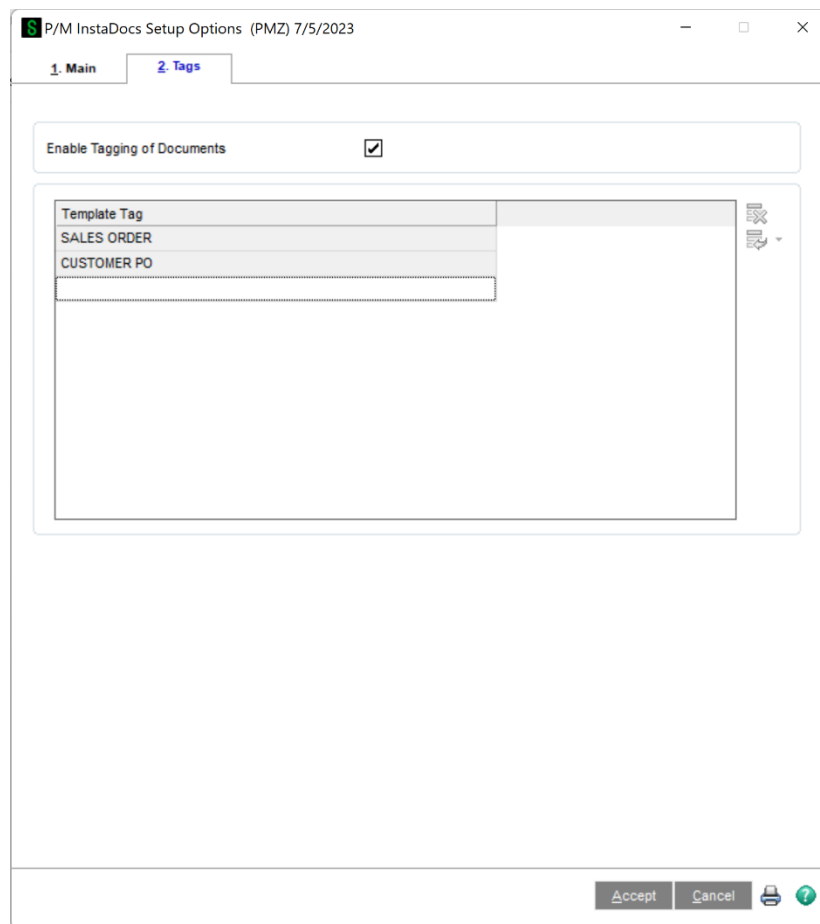 S P/M InstaDocs Setup Options (PMZ) 7/5/2023
1. Main
2. Tags
Enable Tagging of Documents
Template Tag
SALES ORDER
CUSTOMER PO
Accept
Cancel
?